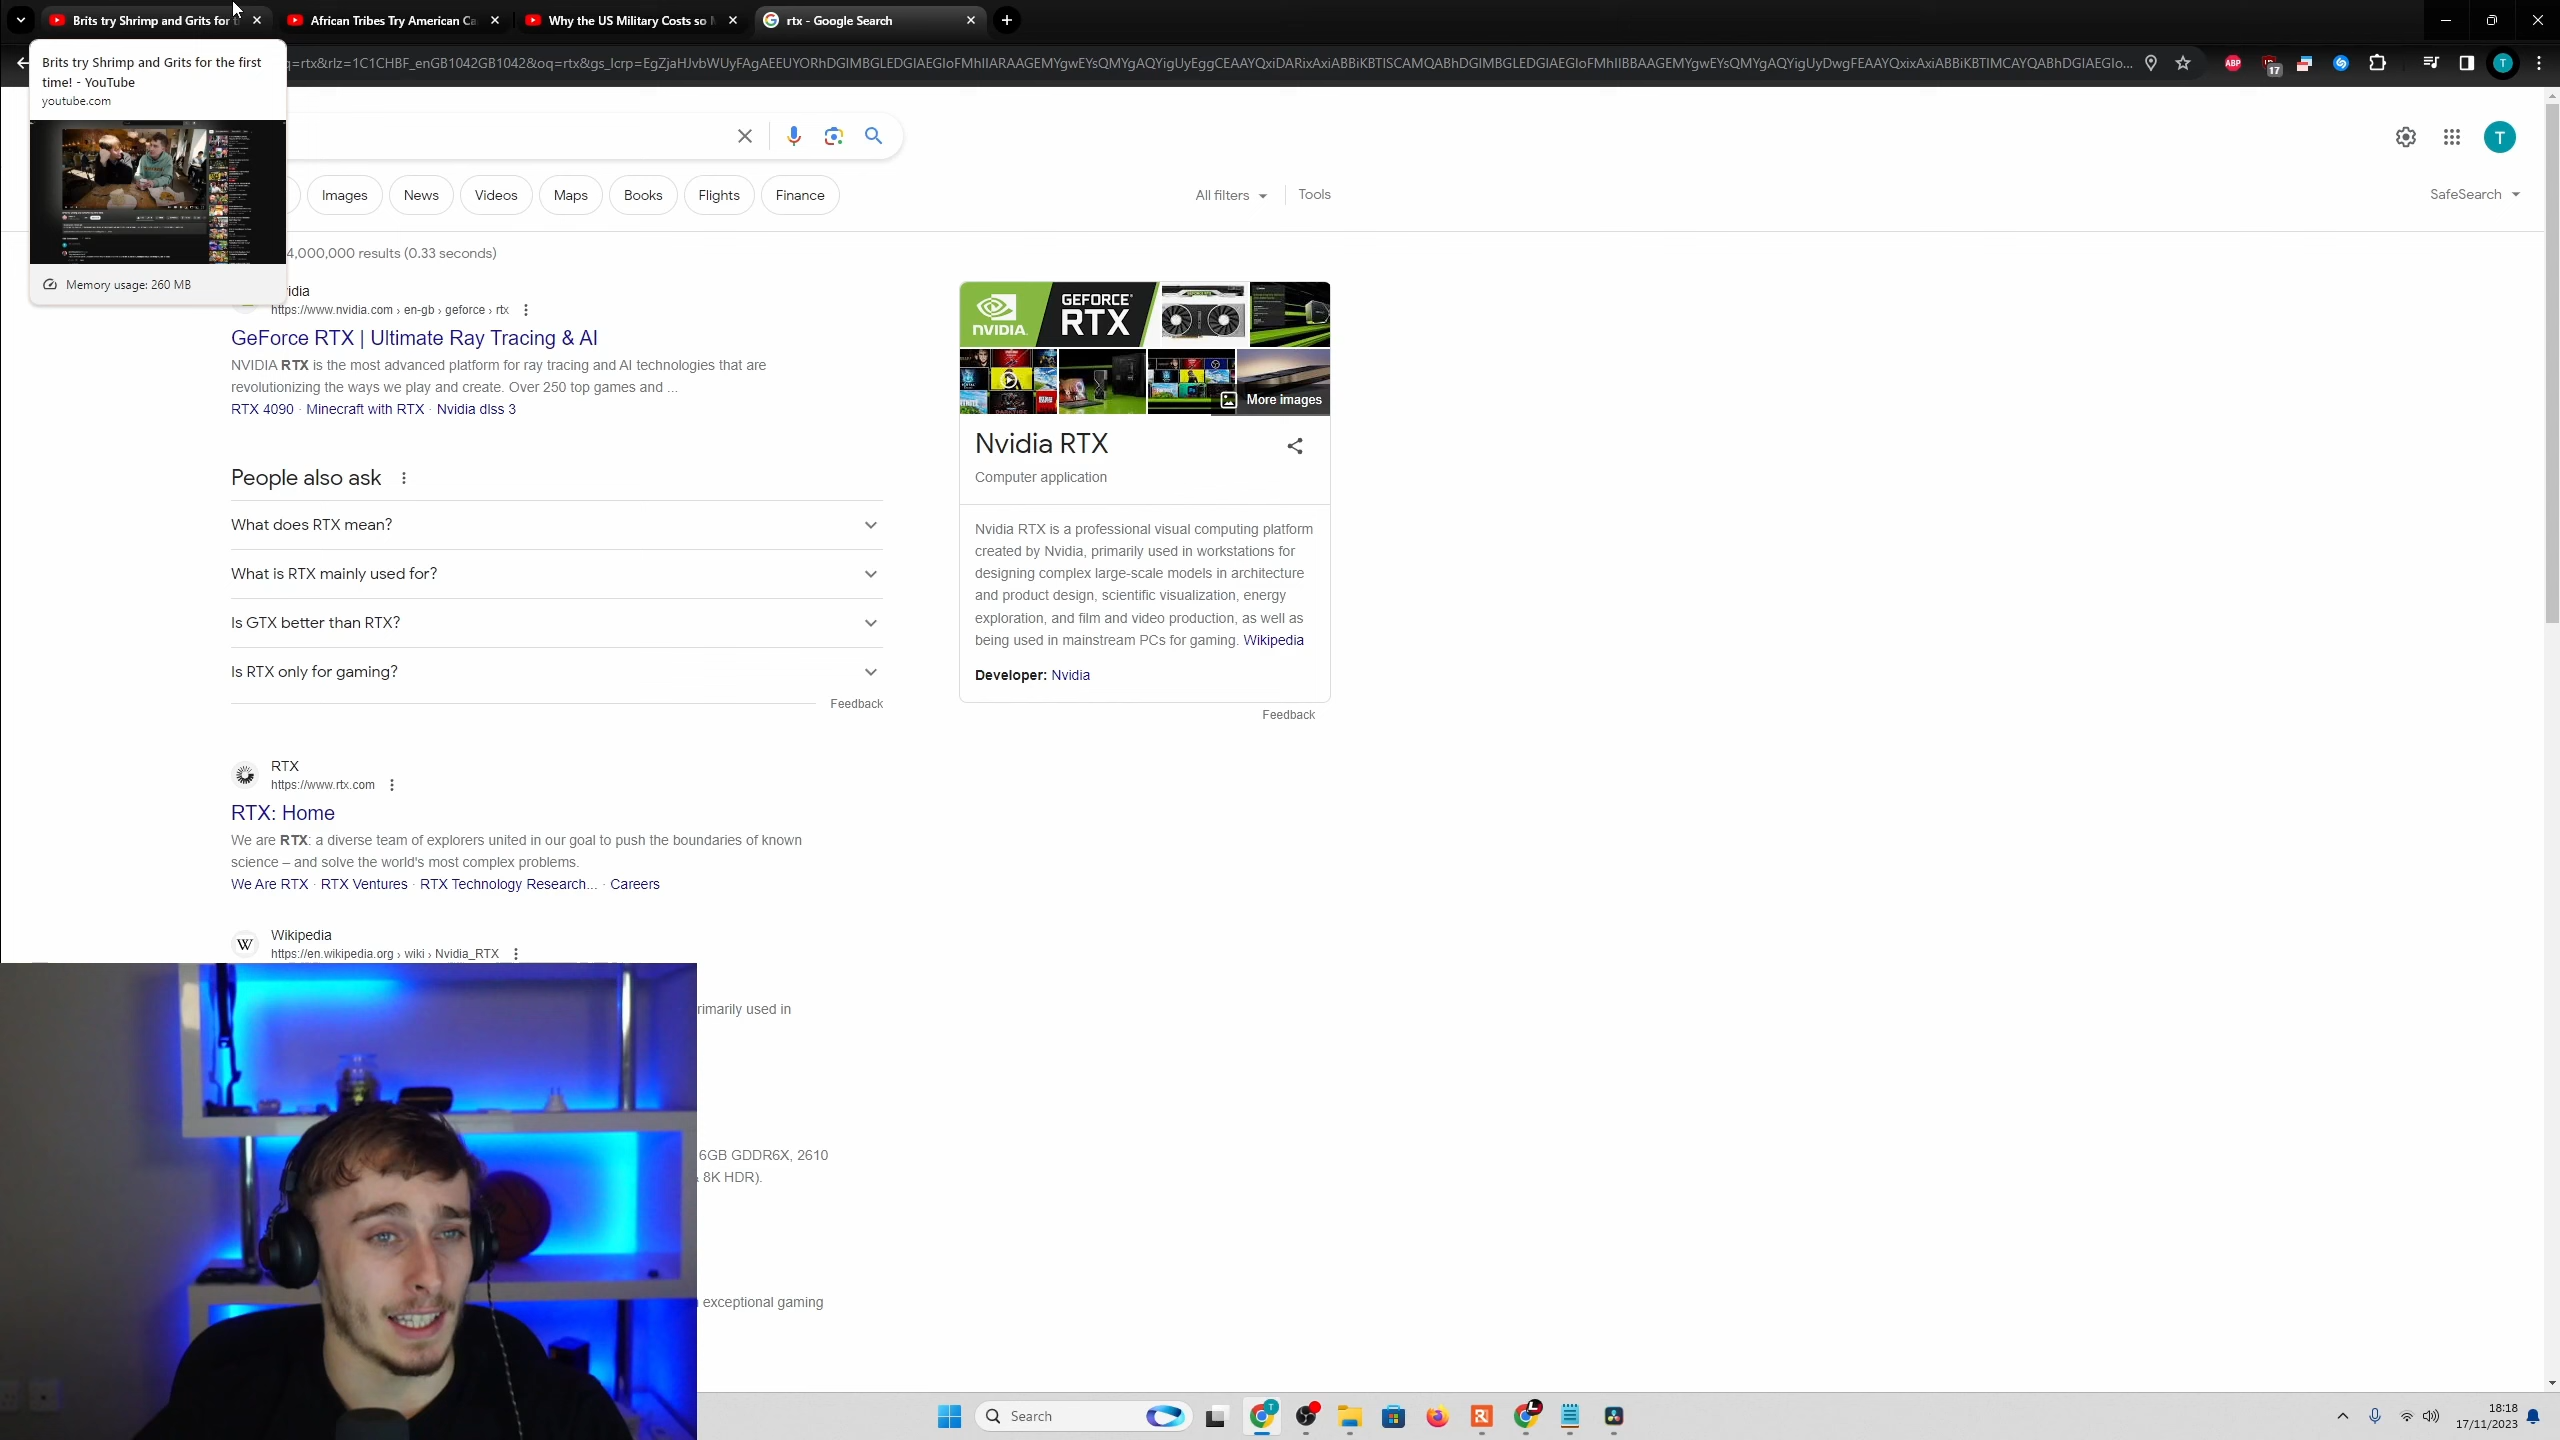 Brits try Shrimp and Grits for t
African Tribes Try American Ca
Why the US Military Costs so M
rtx - Google Search
Brits try Shrimp and Grits for the first
time! - YouTube
youtube.com
Memory usage: 260 MB
ABP
17
T
T
Images
News
Videos
Maps
Books
Flights
Finance
All filters
Tools
SafeSearch
4,000,000 results (0.33 seconds)
idia
https://www.nvidia.com › en-gb › geforce › rtx
GeForce RTX | Ultimate Ray Tracing & AI
NVIDIA RTX is the most advanced platform for ray tracing and AI technologies that are
revolutionizing the ways we play and create. Over 250 top games and ...
RTX 4090 · Minecraft with RTX · Nvidia dlss 3
People also ask
What does RTX mean?
What is RTX mainly used for?
Is GTX better than RTX?
Is RTX only for gaming?
Feedback
RTX
https://www.rtx.com
RTX: Home
We are RTX: a diverse team of explorers united in our goal to push the boundaries of known
science – and solve the world's most complex problems.
We Are RTX · RTX Ventures · RTX Technology Research... · Careers
W
Wikipedia
https://en.wikipedia.org › wiki › Nvidia_RTX
rimarily used in
6GB GDDR6X, 2610
8K HDR).
exceptional gaming
NVIDIA.
GEFORCE
RTX
More images
Nvidia RTX
Computer application
Nvidia RTX is a professional visual computing platform
created by Nvidia, primarily used in workstations for
designing complex large-scale models in architecture
and product design, scientific visualization, energy
exploration, and film and video production, as well as
being used in mainstream PCs for gaming. Wikipedia
Developer: Nvidia
Feedback
Search
18:18
17/11/2023